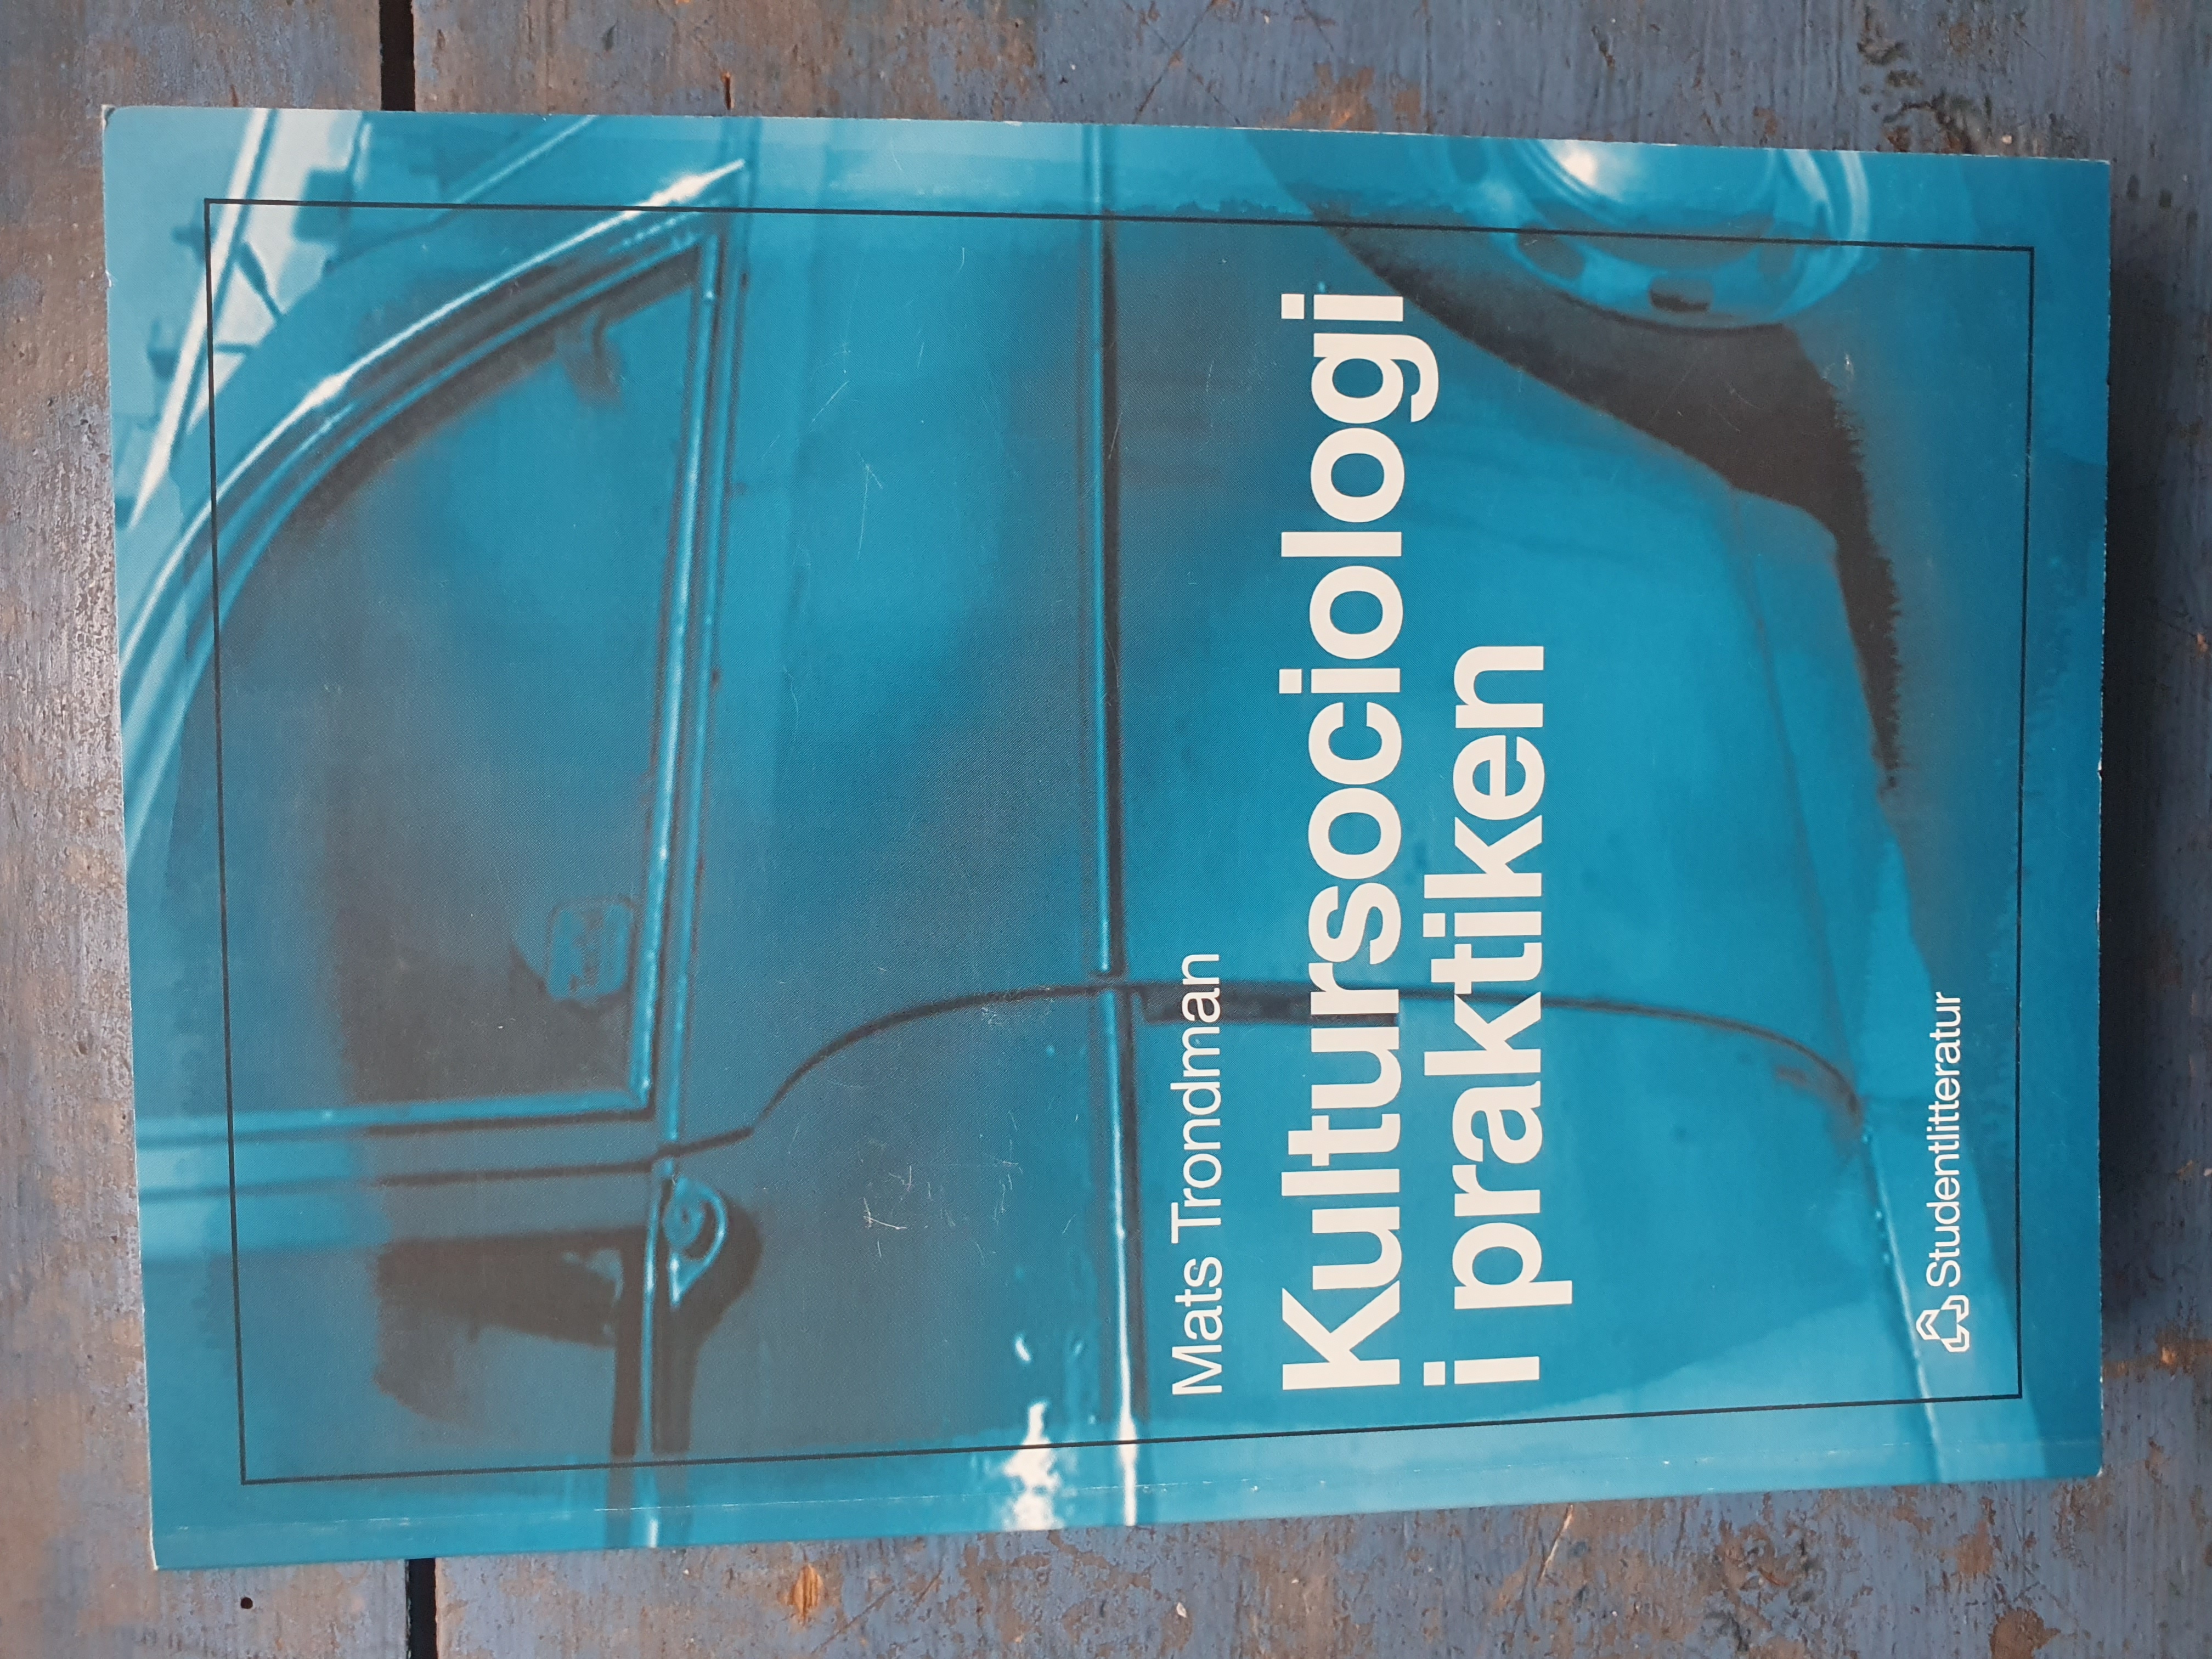 Mats Trondman
Kultursociologi
i praktiken
Studentlitteratur